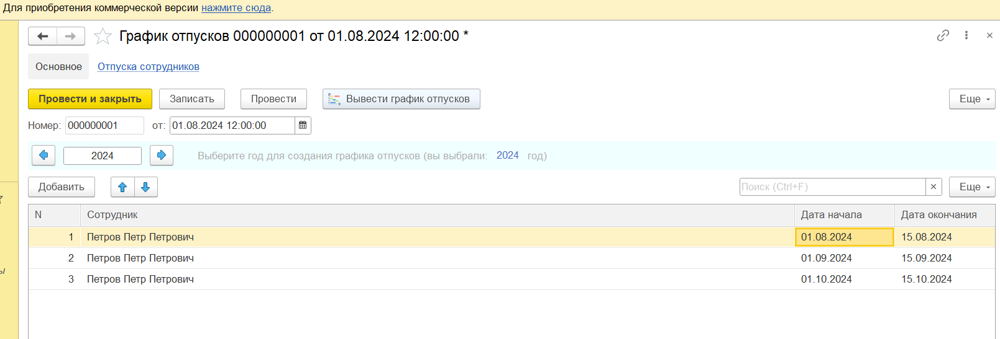 Для приобретения коммерческой версии нажмите сюда.
График отпусков 000000001 от 01.08.2024 12:00:00 *
Основное Отпуска сотрудников
Провести и закрыть Записать Провести Вывести график отпусков Еще
Номер: 000000001 от: 01.08.2024 12:00:00
2024 Выберите год для создания графика отпусков (вы выбрали: 2024 год)
Добавить Поиск (Ctrl+F) × Еще
N Сотрудник Дата начала Дата окончания
1 Петров Петр Петрович 01.08.2024 15.08.2024
2 Петров Петр Петрович 01.09.2024 15.09.2024
ы
3 Петров Петр Петрович 01.10.2024 15.10.2024